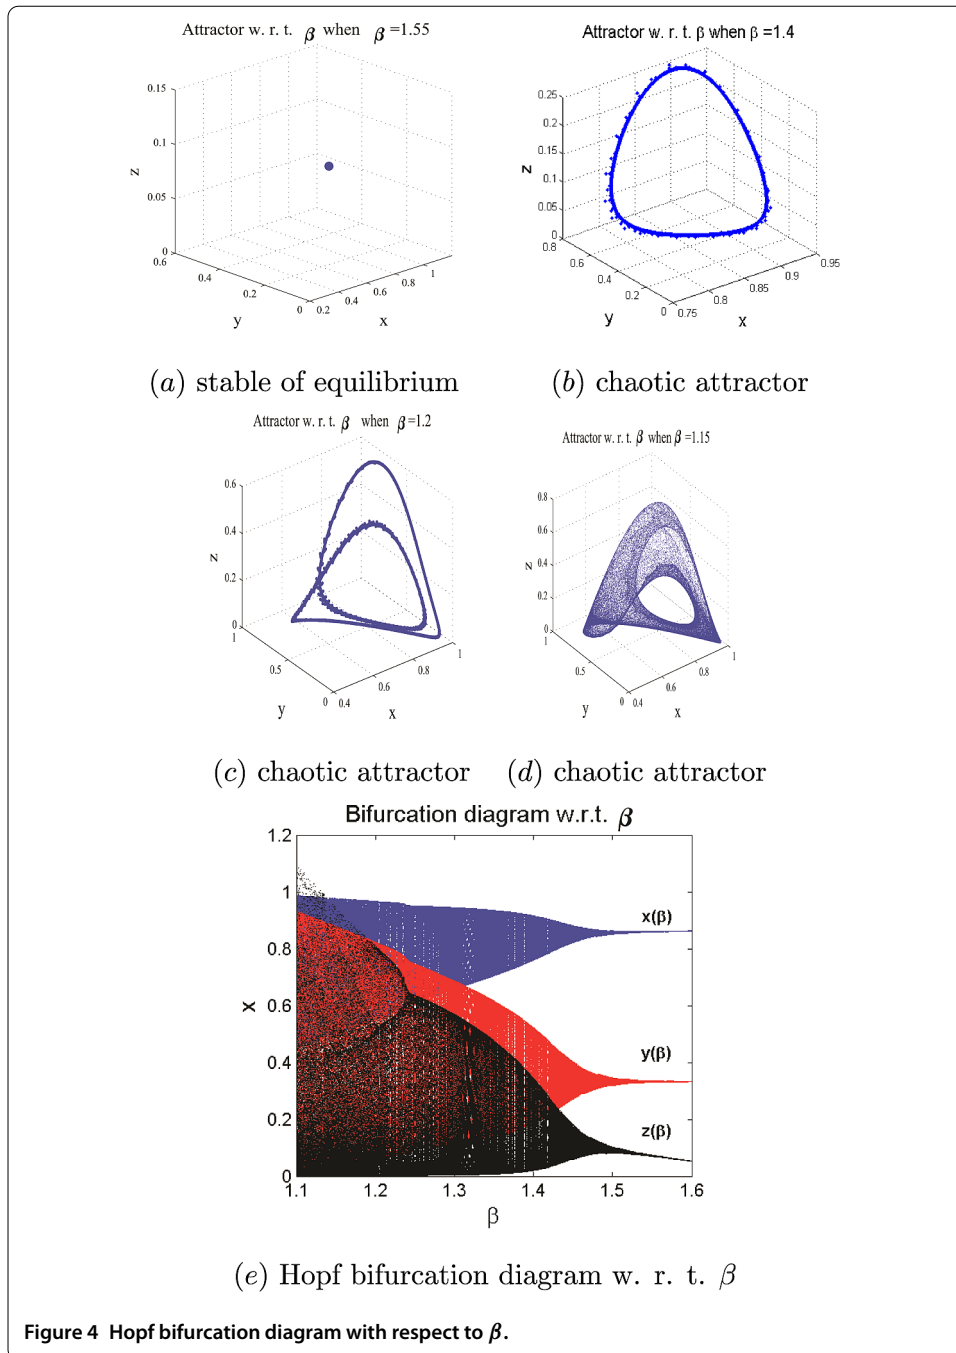 Attractor w. r. t. β when β =1.55
0.15
0.1
0.05
0
z
0.6
0.4
0.2
0
y
0.2
0.4
0.6
0.8
1
x
(a) stable of equilibrium
Attractor w. r. t. β when β =1.4
0.25
0.2
0.15
0.1
0.05
0
z
0.8
0.6
0.4
0.2
0
y
0.75
0.8
0.85
0.9
0.95
x
(b) chaotic attractor
Attractor w. r. t. β when β=1.2
0.6
0.4
0.2
0
z
1
0.5
0
y
0.4
0.6
0.8
1
x
(c) chaotic attractor
Attractor w. r. t. β when β=1.15
0.8
0.6
0.4
0.2
0
z
1
0.5
0
y
0.4
0.6
0.8
1
x
(d) chaotic attractor
Bifurcation diagram w.r.t. β
1.2
1
0.8
0.6
0.4
0.2
0
X
x(β)
y(β)
z(β)
1.1
1.2
1.3
1.4
1.5
1.6
β
(e) Hopf bifurcation diagram w. r. t. β
Figure 4 Hopf bifurcation diagram with respect to β.